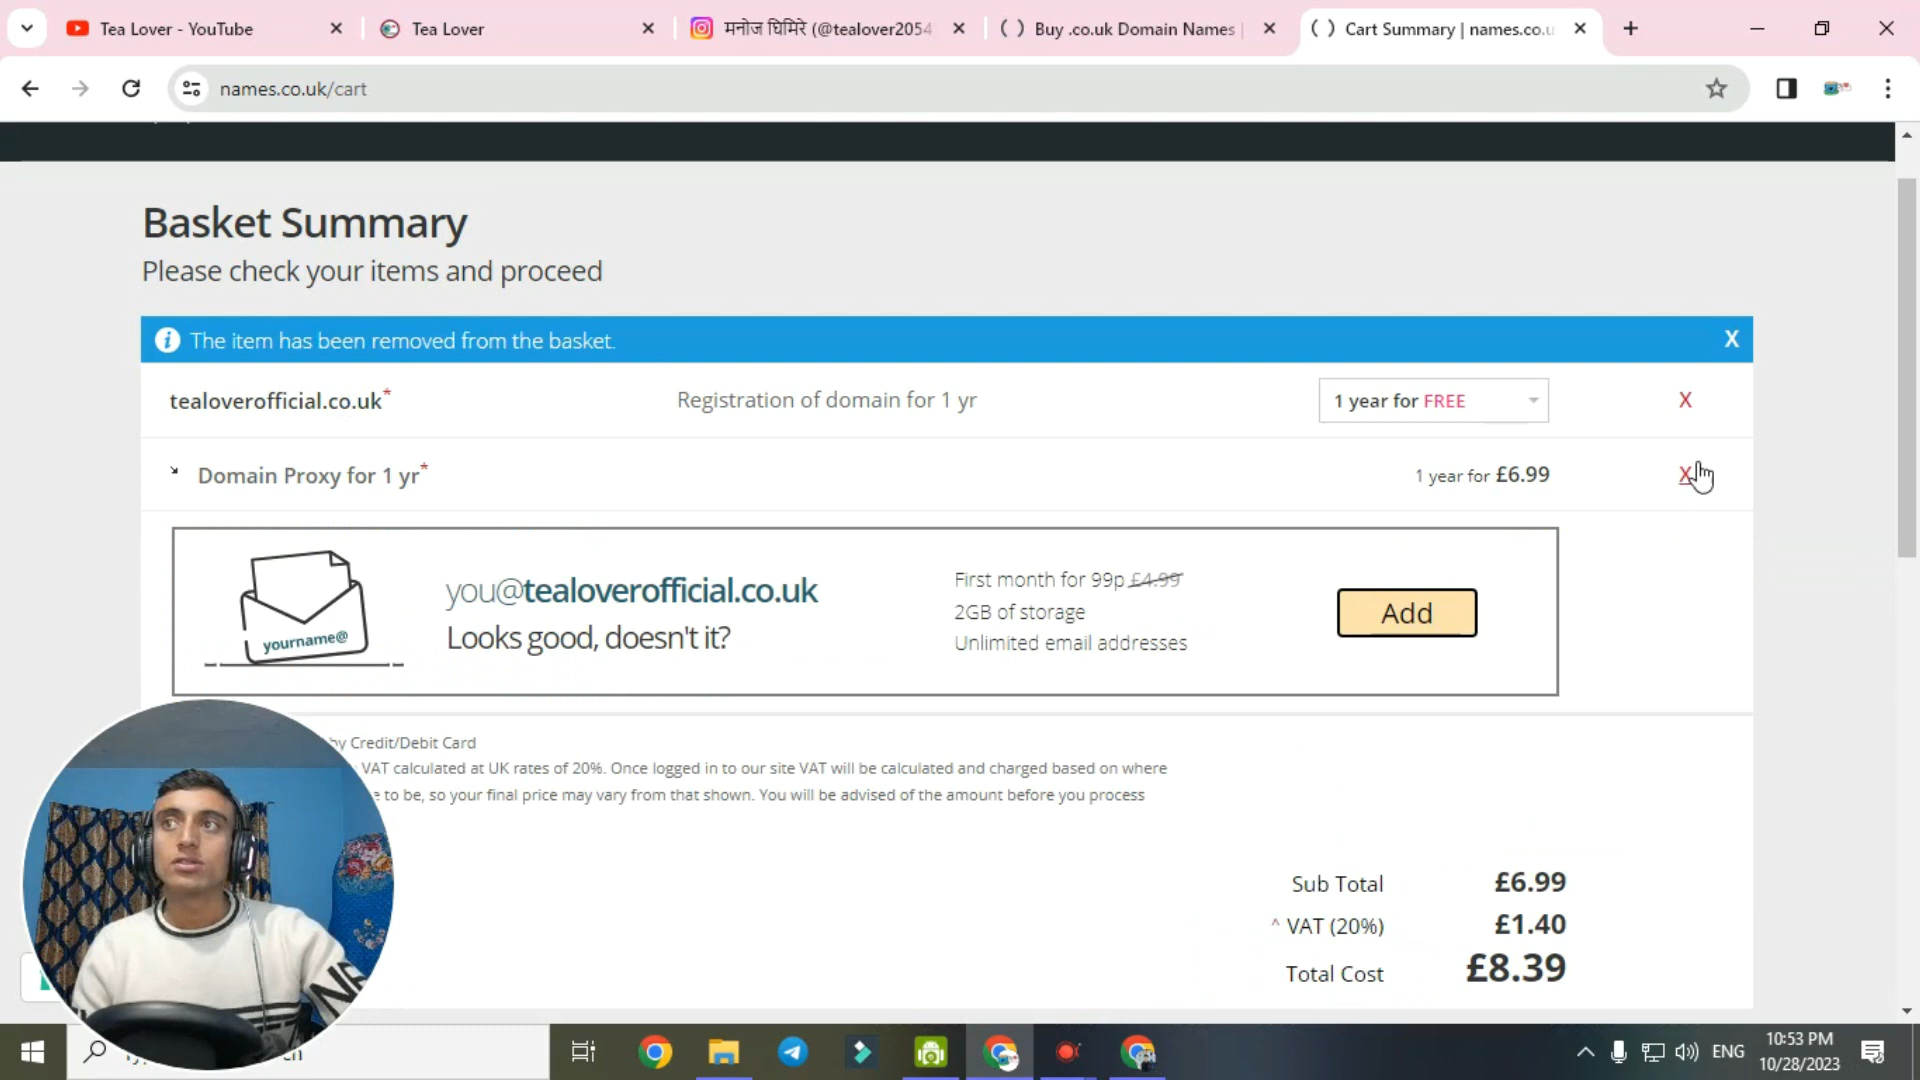 Tea Lover - YouTube
Tea Lover
मनोज घिमिरे (@tealover2054
Buy .co.uk Domain Names |
Cart Summary | names.co.u
names.co.uk/cart
Basket Summary
Please check your items and proceed
The item has been removed from the basket.
X
tealoverofficial.co.uk*
Registration of domain for 1 yr
1 year for FREE
X
Domain Proxy for 1 yr*
1 year for £6.99
X
yourname@
you@tealoverofficial.co.uk
Looks good, doesn't it?
First month for 99p £4.99
2GB of storage
Unlimited email addresses
Add
by Credit/Debit Card
VAT calculated at UK rates of 20%. Once logged in to our site VAT will be calculated and charged based on where
to be, so your final price may vary from that shown. You will be advised of the amount before you process
Sub Total £6.99
^ VAT (20%) £1.40
Total Cost £8.39
ENG
10:53 PM
10/28/2023